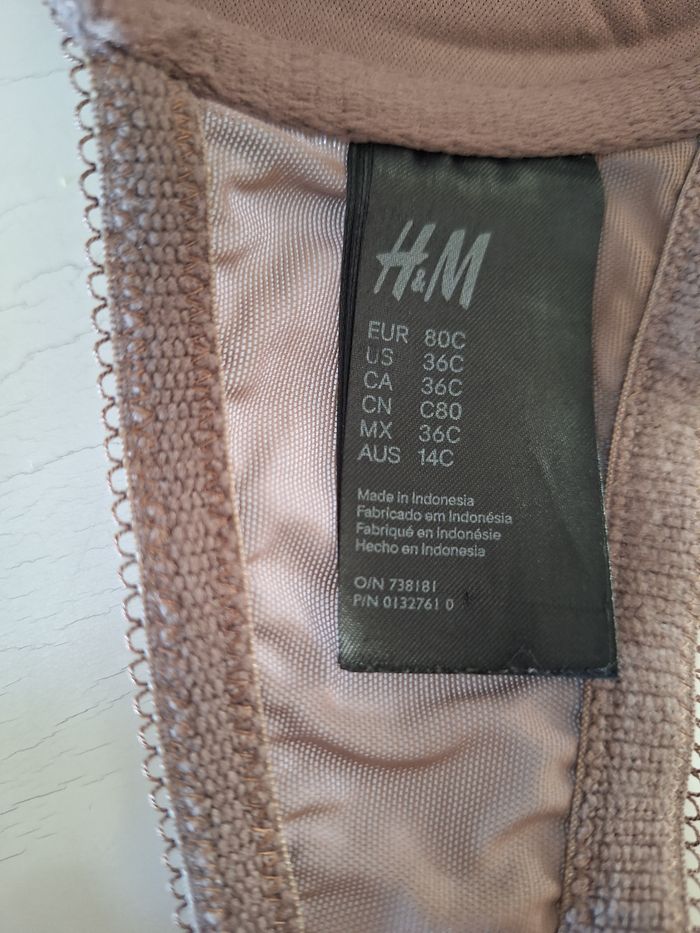 H&M
EUR 80C
US 36C
CA 36C
CN C80
MX 36C
AUS 14C
Made in Indonesia
Fabricado em Indonésia
Fabriqué en Indonésie
Hecho en Indonesia
O/N 738181
P/N 0132761 0